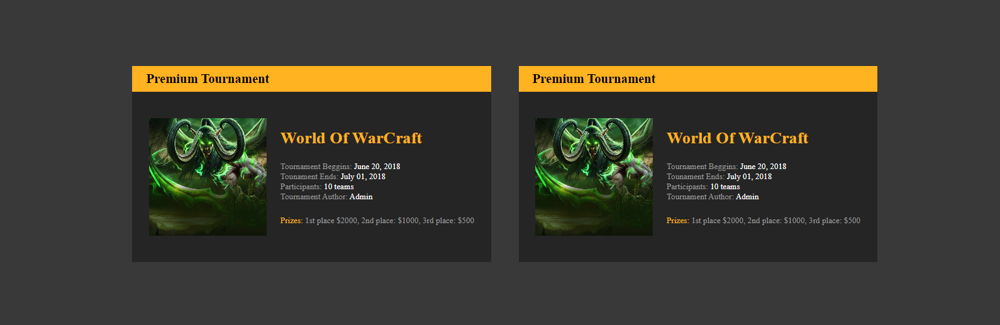 Premium Tournament
World Of WarCraft
Tournament Beggins: June 20, 2018
Tounament Ends: July 01, 2018
Participants: 10 teams
Tournament Author: Admin
Prizes: 1st place $2000, 2nd place: $1000, 3rd place: $500
Premium Tournament
World Of WarCraft
Tournament Beggins: June 20, 2018
Tounament Ends: July 01, 2018
Participants: 10 teams
Tournament Author: Admin
Prizes: 1st place $2000, 2nd place: $1000, 3rd place: $500